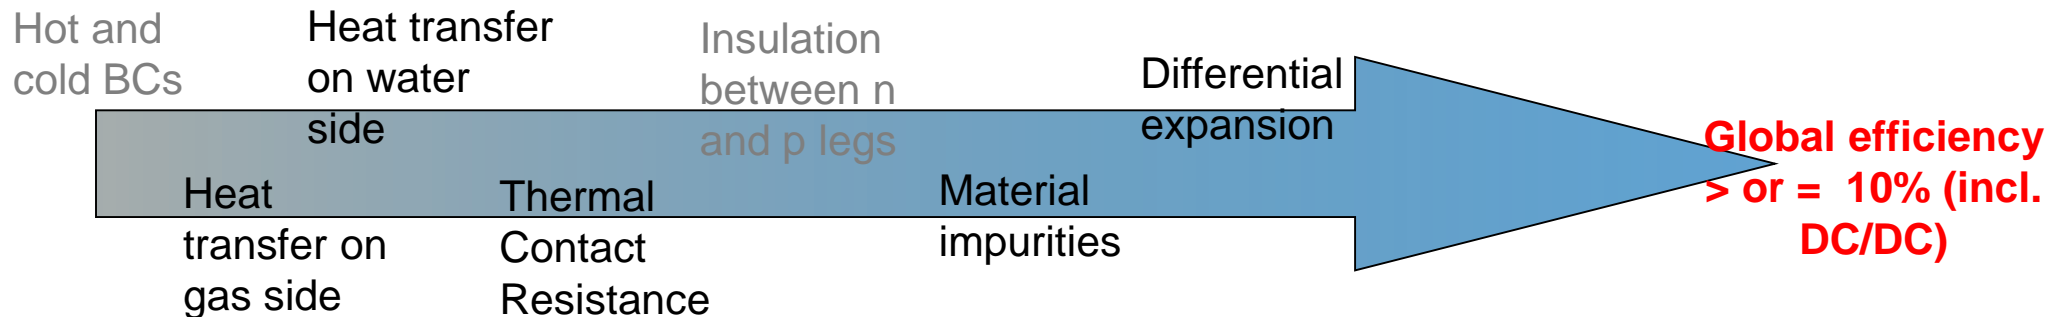 Hot and
cold BCs
Heat transfer
on water
side
Insulation
between n
and p legs
Differential
expansion
Heat
transfer on
gas side
Thermal
Contact
Resistance
Material
impurities
Global efficiency
> or =  10% (incl.
DC/DC)